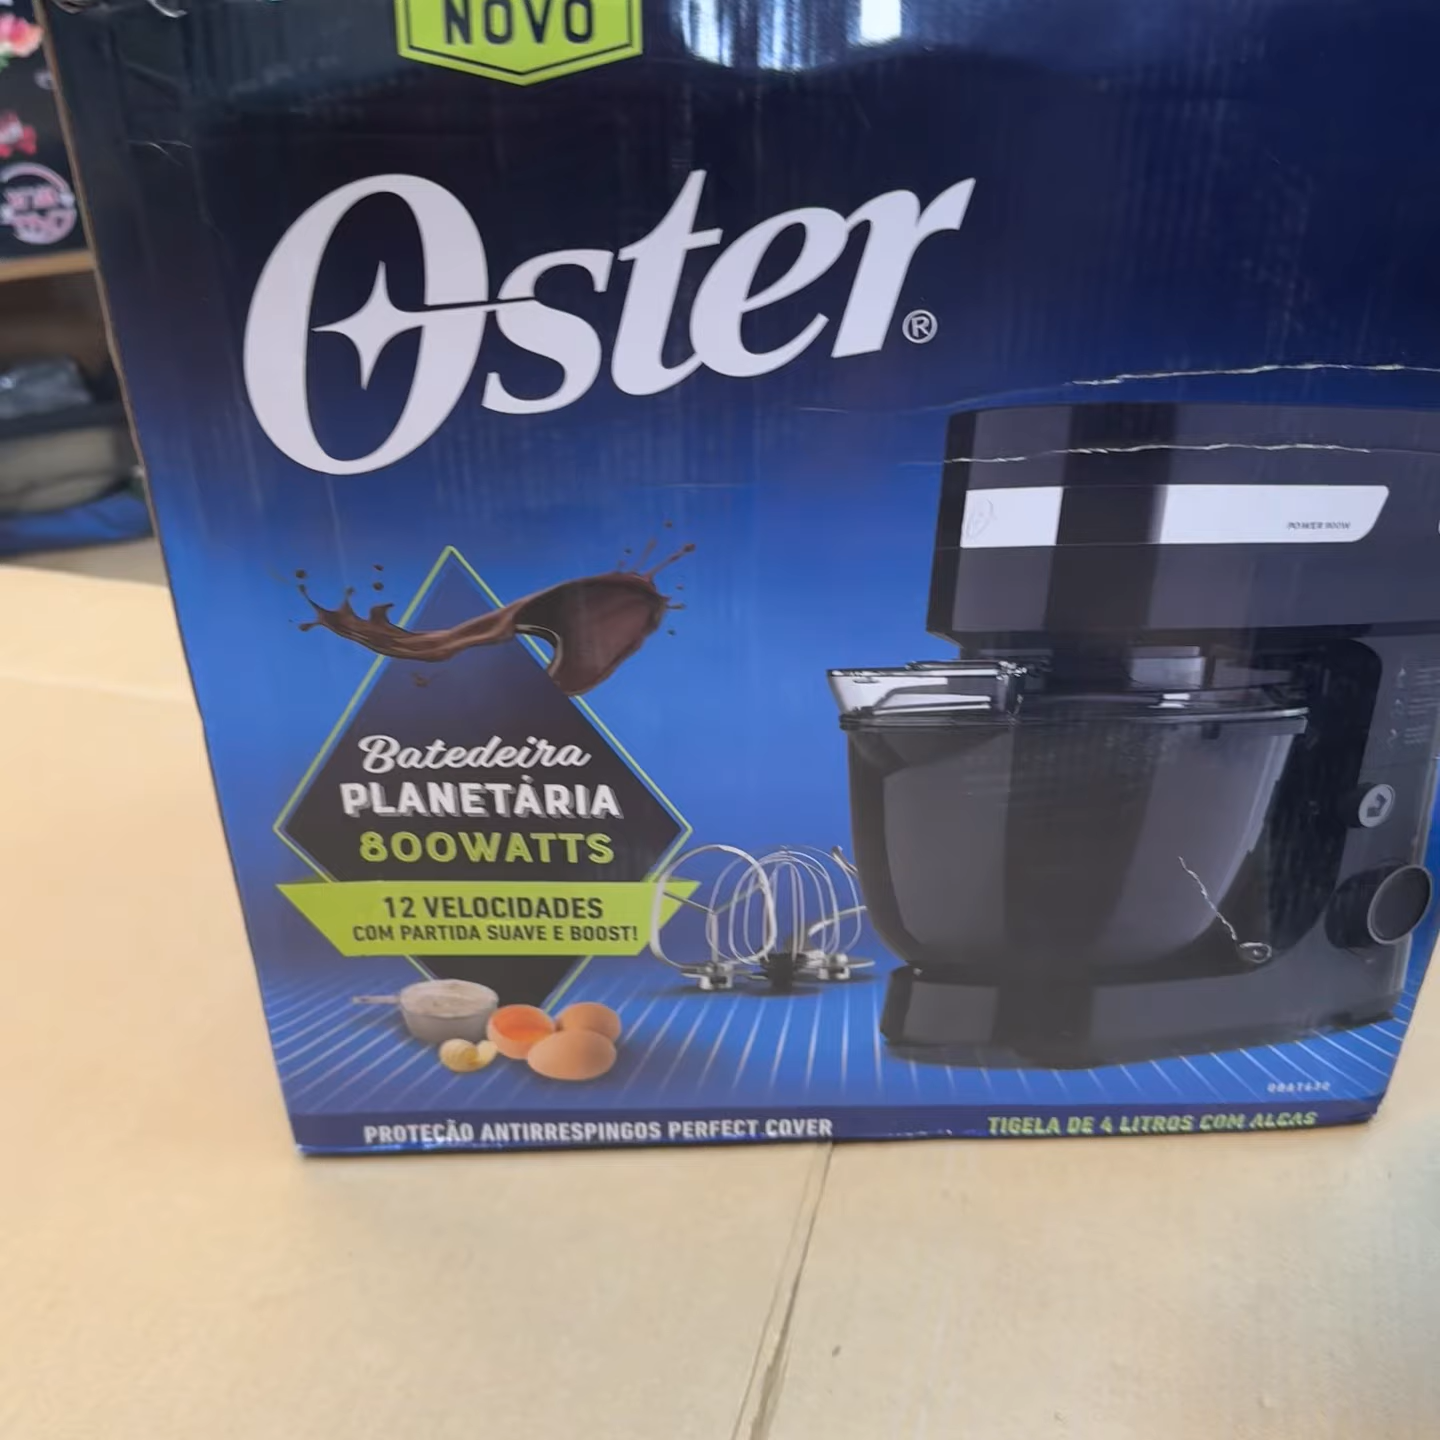 NOVO
Oster®
POWER 900W
Batedeira
PLANETÁRIA
800WATTS
12 VELOCIDADES
COM PARTIDA SUAVE E BOOST!
PROTEÇÃO ANTIRRESPINGOS PERFECT COVER
TIGELA DE 4 LITROS COM ALÇAS